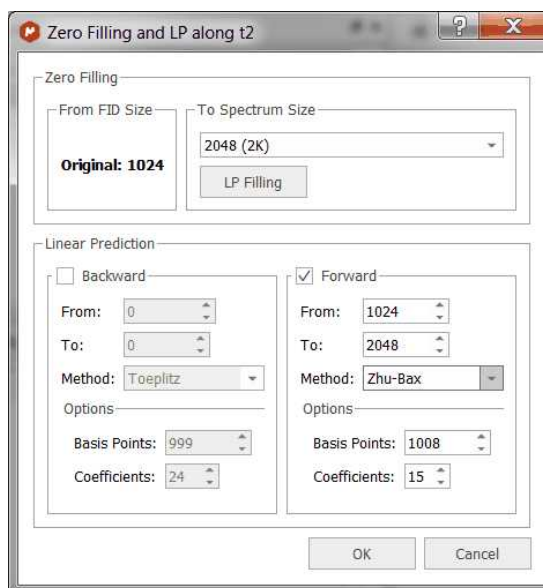 Zero Filling and LP along t2
Zero Filling
From FID Size
To Spectrum Size
Original: 1024
2048 (2K)
LP Filling
Linear Prediction
Backward
Forward
From: 0
From: 1024
To: 0
To: 2048
Method: Toeplitz
Method: Zhu-Bax
Options
Options
Basis Points: 999
Basis Points: 1008
Coefficients: 24
Coefficients: 15
OK
Cancel